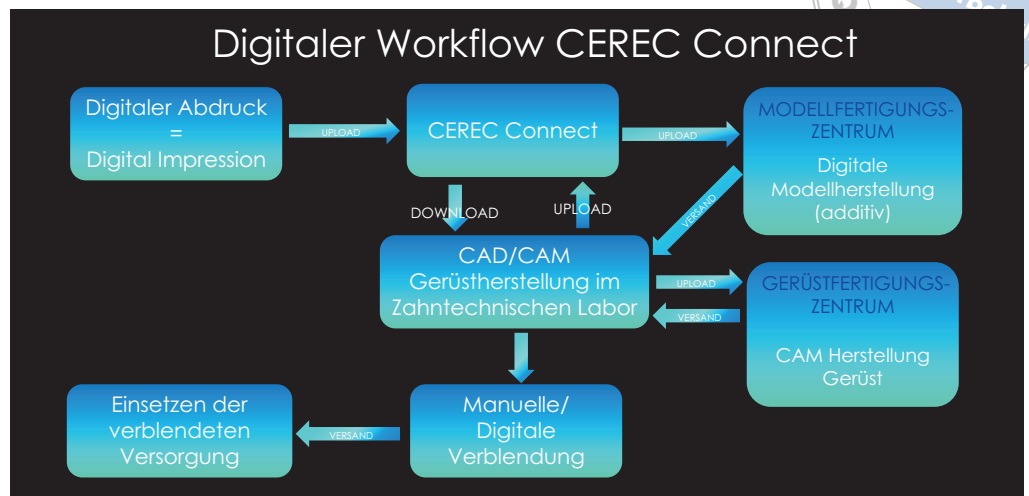 Digitaler Workflow CEREC Connect
Digitaler Abdruck
=
Digital Impression
UPLOAD
CEREC Connect
UPLOAD
MODELLFERTIGUNGS-
ZENTRUM
Digitale
Modellherstellung
(additiv)
DOWNLOAD
UPLOAD
VERSAND
CAD/CAM
Gerüstherstellung im
Zahntechnischen Labor
UPLOAD
VERSAND
GERÜSTFERTIGUNGS-
ZENTRUM
CAM Herstellung
Gerüst
Einsetzen der
verblendeten
Versorgung
VERSAND
Manuelle/
Digitale
Verblendung